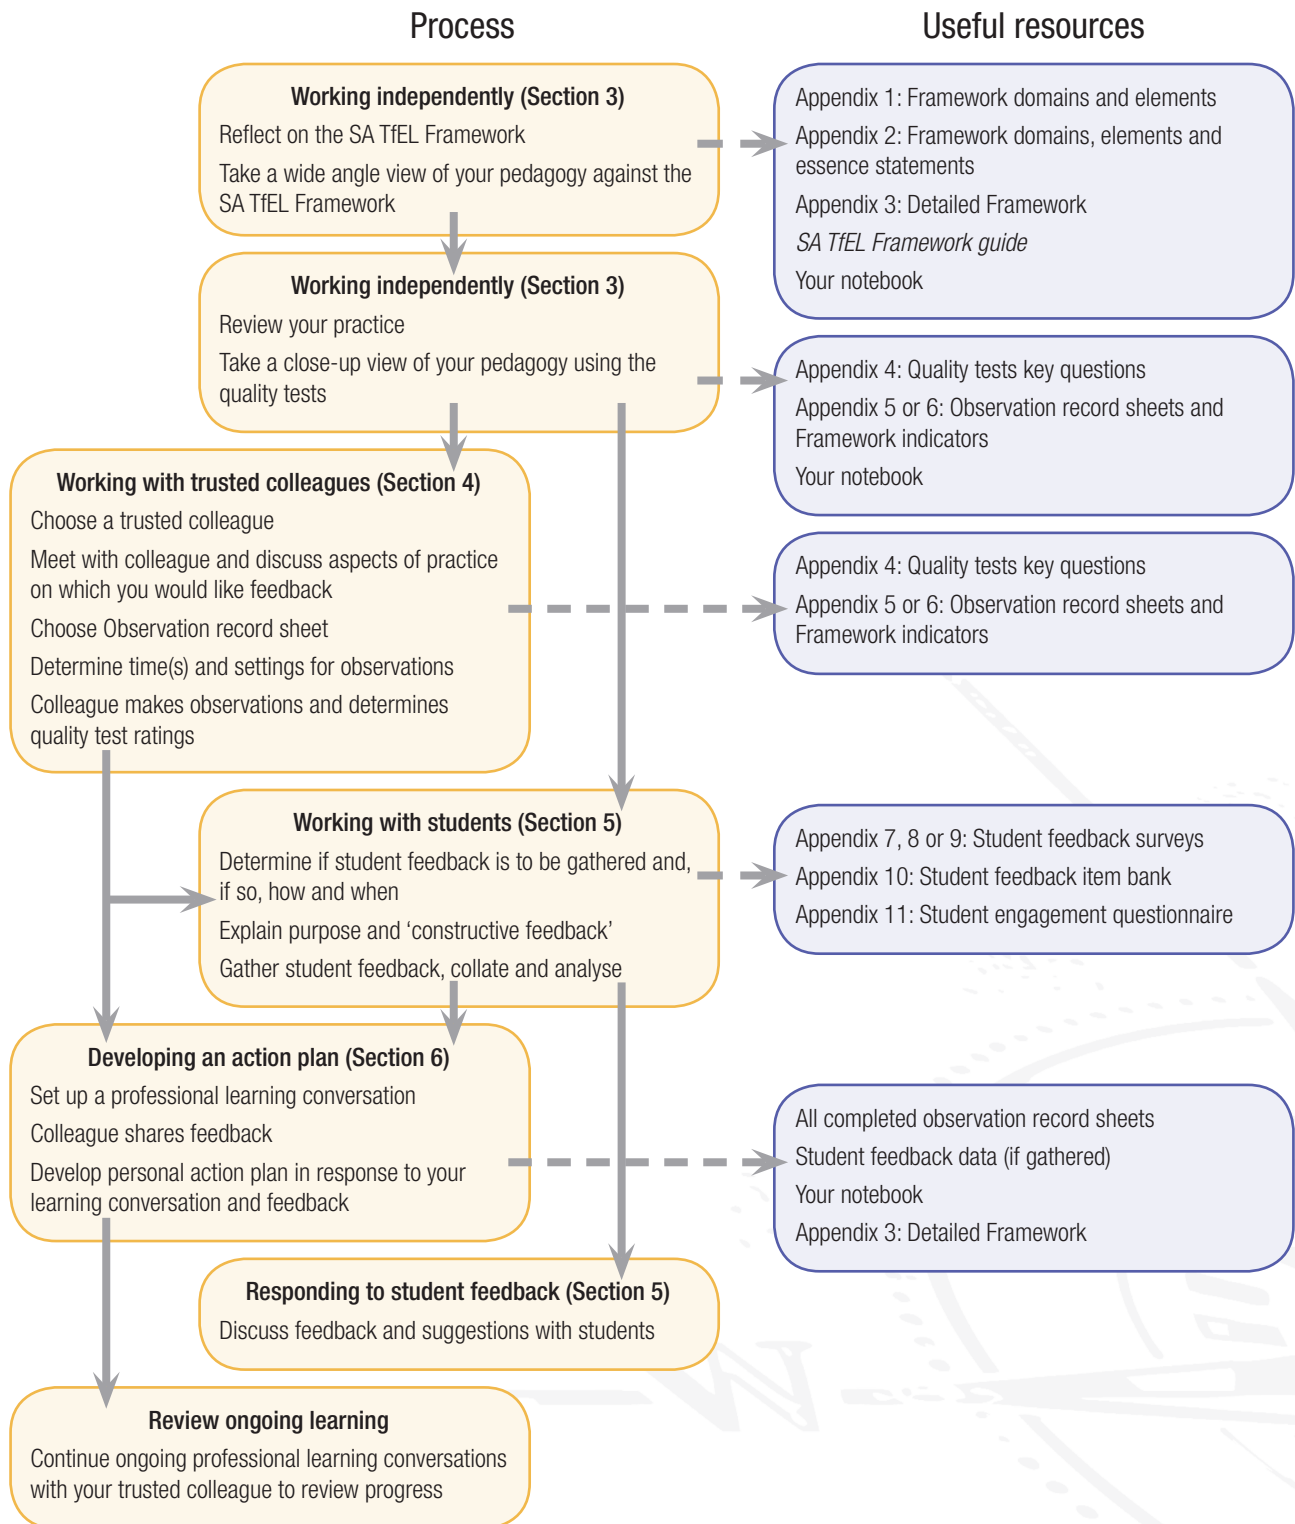 Process
Useful resources
Working independently (Section 3)
Reflect on the SA TfEL Framework
Take a wide angle view of your pedagogy against the
SA TfEL Framework
Appendix 1: Framework domains and elements
Appendix 2: Framework domains, elements and
essence statements
Appendix 3: Detailed Framework
SA TfEL Framework guide
Your notebook
Working independently (Section 3)
Review your practice
Take a close-up view of your pedagogy using the
quality tests
Appendix 4: Quality tests key questions
Appendix 5 or 6: Observation record sheets and
Framework indicators
Your notebook
Working with trusted colleagues (Section 4)
Choose a trusted colleague
Meet with colleague and discuss aspects of practice
on which you would like feedback
Choose Observation record sheet
Determine time(s) and settings for observations
Colleague makes observations and determines
quality test ratings
Appendix 4: Quality tests key questions
Appendix 5 or 6: Observation record sheets and
Framework indicators
Working with students (Section 5)
Determine if student feedback is to be gathered and,
if so, how and when
Explain purpose and ‘constructive feedback’
Gather student feedback, collate and analyse
Appendix 7, 8 or 9: Student feedback surveys
Appendix 10: Student feedback item bank
Appendix 11: Student engagement questionnaire
Developing an action plan (Section 6)
Set up a professional learning conversation
Colleague shares feedback
Develop personal action plan in response to your
learning conversation and feedback
All completed observation record sheets
Student feedback data (if gathered)
Your notebook
Appendix 3: Detailed Framework
Responding to student feedback (Section 5)
Discuss feedback and suggestions with students
W
Review ongoing learning
Continue ongoing professional learning conversations
with your trusted colleague to review progress